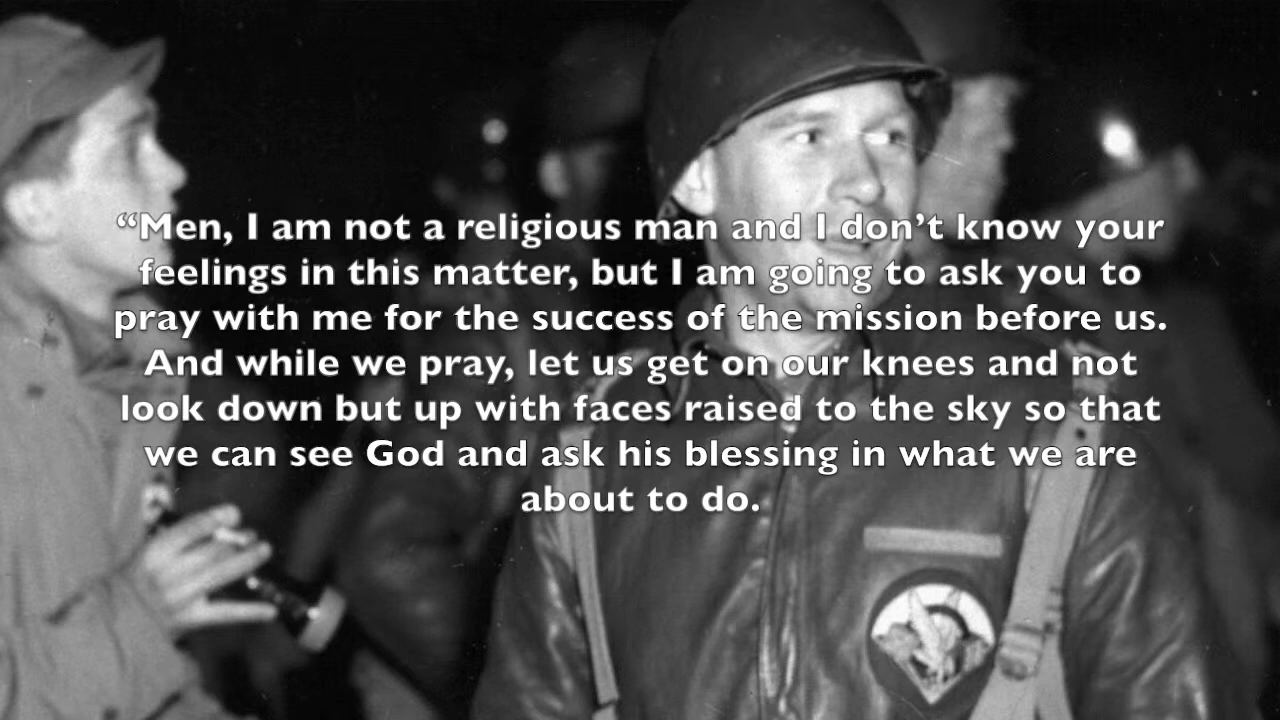 “Men, I am not a religious man and I don’t know your
feelings in this matter, but I am going to ask you to
pray with me for the success of the mission before us.
And while we pray, let us get on our knees and not
look down but up with faces raised to the sky so that
we can see God and ask his blessing in what we are
about to do.